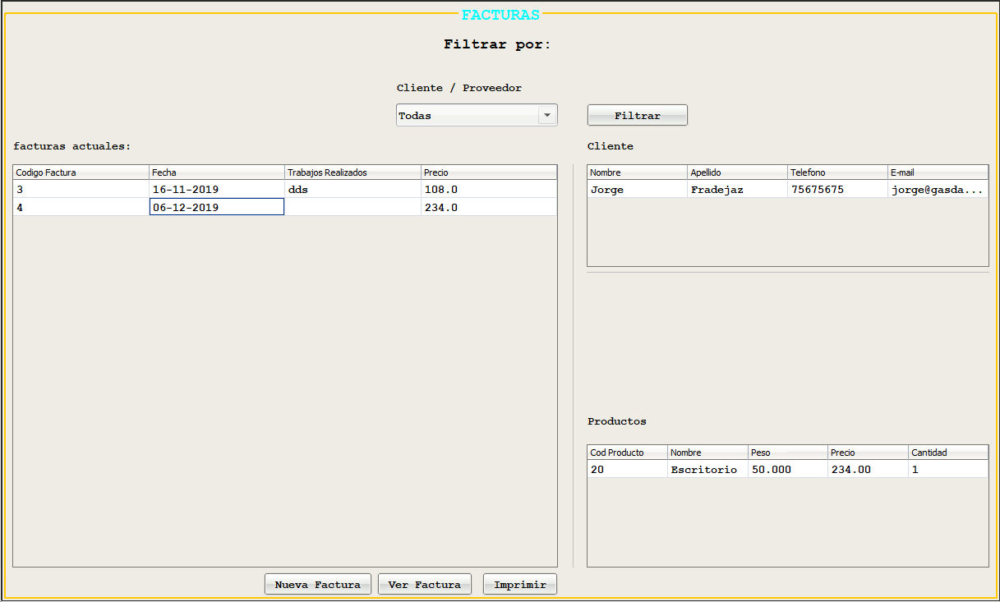 FACTURAS
Filtrar por:
Cliente / Proveedor
Todas Filtrar
facturas actuales:
Codigo Factura Fecha Trabajos Realizados Precio
3 16-11-2019 dds 108.0
4 06-12-2019 234.0
Cliente
Nombre Apellido Telefono E-mail
Jorge Fradejaz 75675675 jorge@gasda...
Productos
Cod Producto Nombre Peso Precio Cantidad
20 Escritorio 50.000 234.00 1
Nueva Factura Ver Factura Imprimir